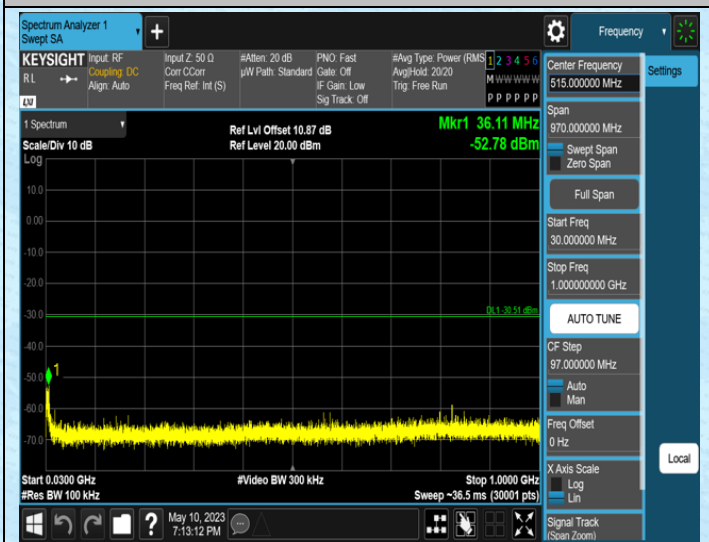 Spectrum Analyzer 1
Swept SA
Frequency
KEYSIGHT
R L
LXI
Input: RF
Coupling: DC
Align: Auto
Input Z: 50 Ω
Corr CCorr
Freq Ref: Int (S)
#Atten: 20 dB
µW Path: Standard
PNO: Fast
Gate: Off
IF Gain: Low
Sig Track: Off
#Avg Type: Power (RMS
Avg|Hold: 20/20
Trig: Free Run
1 2 3 4 5 6
M W W W W W
P P P P P P
1 Spectrum
Scale/Div 10 dB
Log
Ref Lvl Offset 10.87 dB
Ref Level 20.00 dBm
Mkr1 36.11 MHz
-52.78 dBm
10.0
0.00
-10.0
-20.0
-30.0
DL1 -30.51 dBm
-40.0
-50.0
1
-60.0
-70.0
Start 0.0300 GHz
#Res BW 100 kHz
#Video BW 300 kHz
Stop 1.0000 GHz
Sweep ~36.5 ms (30001 pts)
?
May 10, 2023
7:13:12 PM
Center Frequency
515.000000 MHz
Span
970.000000 MHz
Swept Span
Zero Span
Full Span
Start Freq
30.000000 MHz
Stop Freq
1.000000000 GHz
AUTO TUNE
CF Step
97.000000 MHz
Auto
Man
Freq Offset
0 Hz
X Axis Scale
Log
Lin
Signal Track
(Span Zoom)
Settings
Local